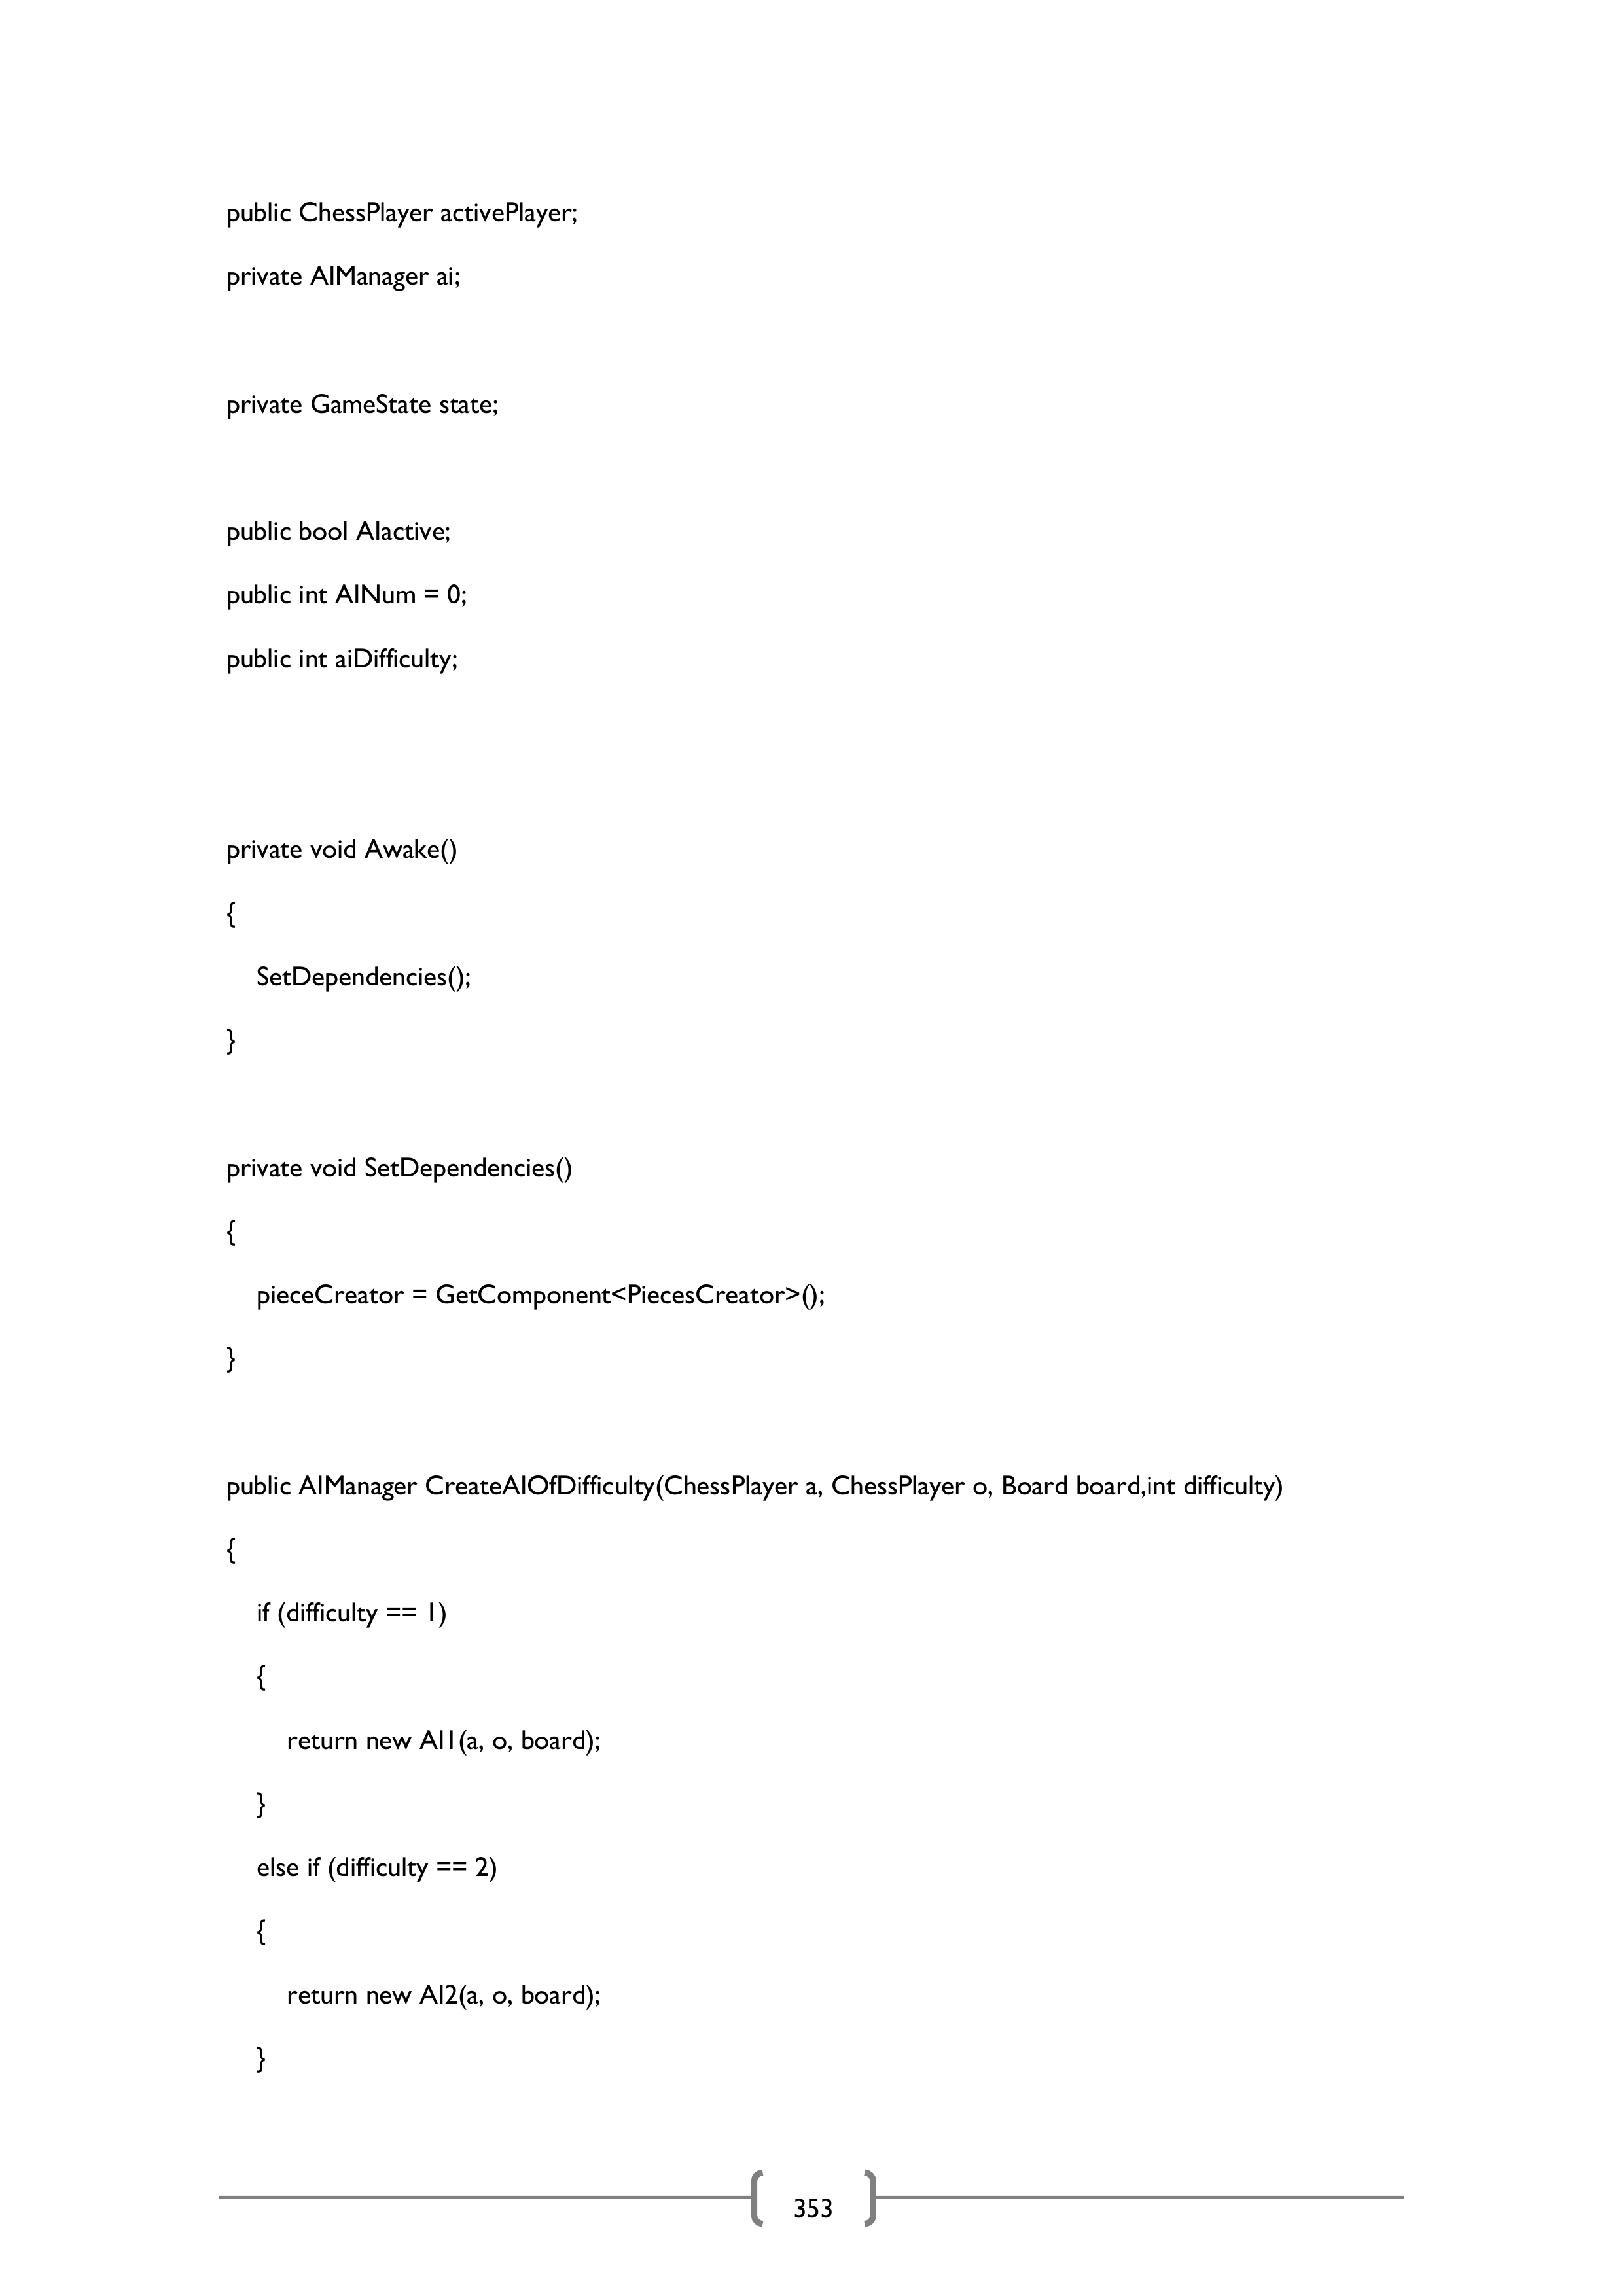 public ChessPlayer activePlayer;
private AIManager ai;
private GameState state;
public bool AIactive;
public int AINum = 0;
public int aiDifficulty;
private void Awake()
{
SetDependencies();
}
private void SetDependencies()
{
pieceCreator = GetComponent<PiecesCreator>();
}
public AIManager CreateAIOfDifficulty(ChessPlayer a, ChessPlayer o, Board board,int difficulty)
{
if (difficulty == 1)
{
return new AI1(a, o, board);
}
else if (difficulty == 2)
{
return new AI2(a, o, board);
}
353